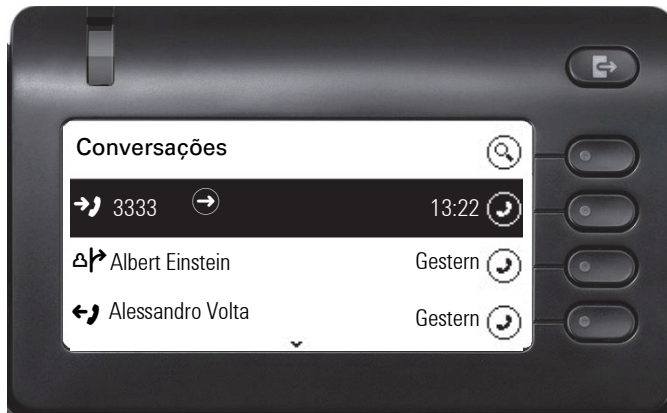 Conversações
3333 13:22
Albert Einstein Gestern
Alessandro Volta Gestern